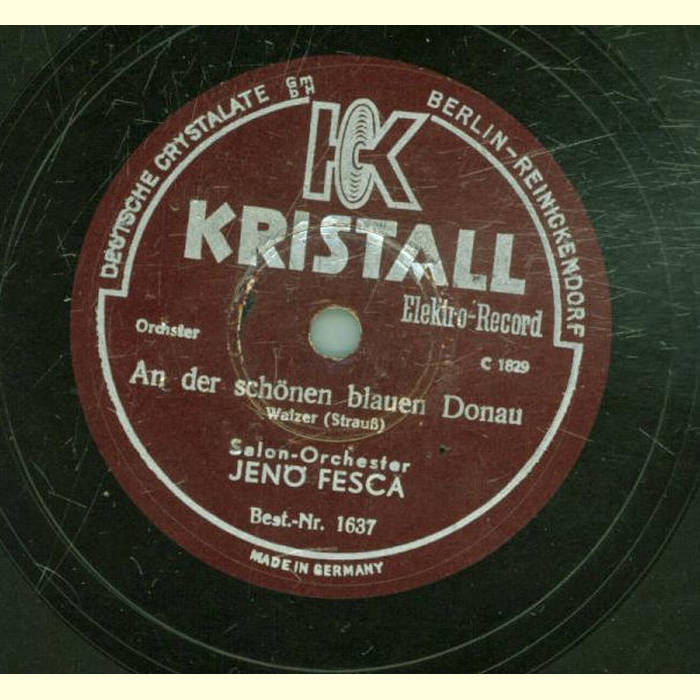 DEUTSCHE CRYSTALATE GmbH
BERLIN-REINICKENDORF
K
KRISTALL
Elektro-Record
Orchster
C 1829
An der schönen blauen Donau
Walzer (Strauß)
Salon-Orchester
JENÖ FESCA
Best.-Nr. 1637
MADE IN GERMANY